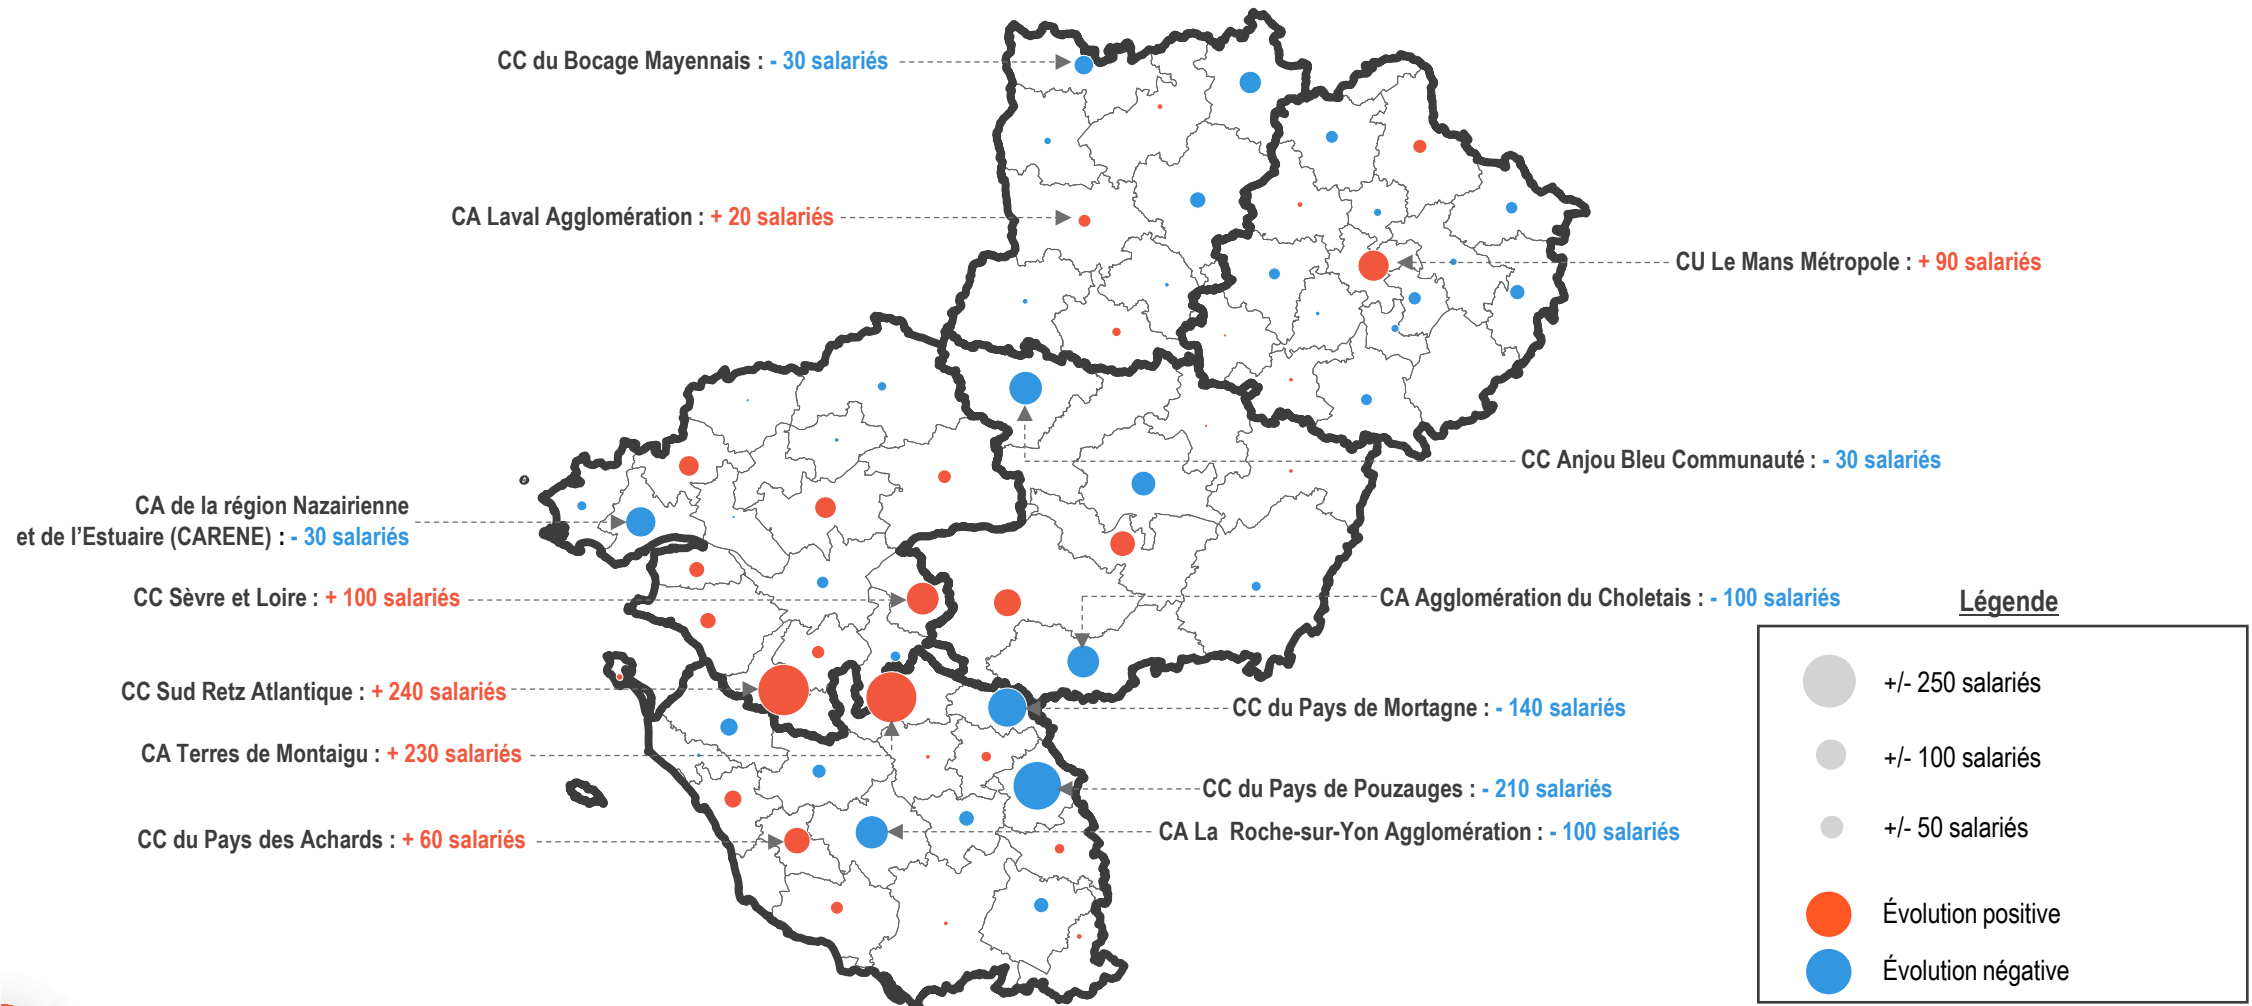 CC du Bocage Mayennais : - 30 salariés
CA Laval Agglomération : + 20 salariés
CU Le Mans Métropole : + 90 salariés
CC Anjou Bleu Communauté : - 30 salariés
CA de la région Nazairienne
et de l'Estuaire (CARENE) : - 30 salariés
CC Sèvre et Loire : + 100 salariés
CA Agglomération du Choletais : - 100 salariés
CC Sud Retz Atlantique : + 240 salariés
CC du Pays de Mortagne : - 140 salariés
CA Terres de Montaigu : + 230 salariés
CC du Pays de Pouzauges : - 210 salariés
CA La Roche-sur-Yon Agglomération : - 100 salariés
CC du Pays des Achards : + 60 salariés
Légende
+/- 250 salariés
+/- 100 salariés
+/- 50 salariés
Évolution positive
Évolution négative